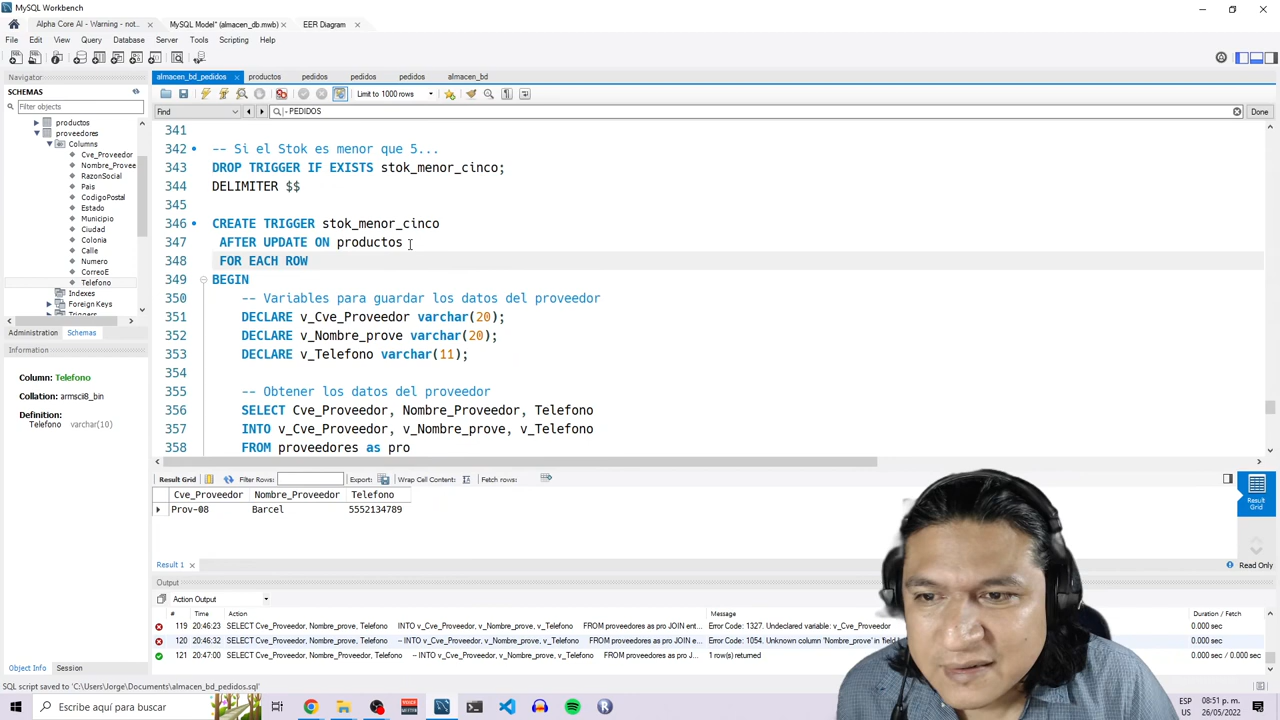 MySQL Workbench
Alpha Core AI - Warning - not...
MySQL Model* (almacen_db.mwb)
EER Diagram
File Edit View Query Database Server Tools Scripting Help
Navigator
SCHEMAS
Filter objects
productos
proveedores
Columns
Cve_Proveedor
Nombre_Provee
RazonSocial
Pais
CodigoPostal
Estado
Municipio
Ciudad
Colonia
Calle
Numero
CorreoE
Telefono
Indexes
Foreign Keys
Triggers
Administration Schemas
Information
Column: Telefono
Collation: armscii8_bin
Definition:
Telefono varchar(10)
Object Info Session
almacen_bd_pedidos productos pedidos pedidos pedidos almacen_bd
Limit to 1000 rows
Find - PEDIDOS Done
341
342 -- Si el Stok es menor que 5...
343 DROP TRIGGER IF EXISTS stok_menor_cinco;
344 DELIMITER $$
345
346 CREATE TRIGGER stok_menor_cinco
347 AFTER UPDATE ON productos
348 FOR EACH ROW
349 BEGIN
350 -- Variables para guardar los datos del proveedor
351 DECLARE v_Cve_Proveedor varchar(20);
352 DECLARE v_Nombre_prove varchar(20);
353 DECLARE v_Telefono varchar(11);
354
355 -- Obtener los datos del proveedor
356 SELECT Cve_Proveedor, Nombre_Proveedor, Telefono
357 INTO v_Cve_Proveedor, v_Nombre_prove, v_Telefono
358 FROM proveedores as pro
Result Grid Filter Rows: Export: Wrap Cell Content: Fetch rows:
Cve_Proveedor Nombre_Proveedor Telefono
Prov-08 Barcel 5552134789
Result Grid
Result 1 Read Only
Output
Action Output
# Time Action Message Duration / Fetch
119 20:46:23 SELECT Cve_Proveedor, Nombre_prove, Telefono INTO v_Cve_Proveedor, v_Nombre_prove, v_Telefono FROM proveedores as pro JOIN ent... Error Code: 1327. Undeclared variable: v_Cve_Proveedor 0.000 sec
120 20:46:32 SELECT Cve_Proveedor, Nombre_prove, Telefono -- INTO v_Cve_Proveedor, v_Nombre_prove, v_Telefono FROM proveedores as pro JOIN... Error Code: 1054. Unknown column 'Nombre_prove' in 'field 0.000 sec
121 20:47:00 SELECT Cve_Proveedor, Nombre_Proveedor, Telefono -- INTO v_Cve_Proveedor, v_Nombre_prove, v_Telefono FROM proveedores as pro J... 1 row(s) returned 0.000 sec / 0.000 sec
SQL script saved to 'C:\Users\Jorge\Documents\almacen_bd_pedidos.sql'
Escribe aquí para buscar
ESP US
08:51 p. m.
26/05/2022